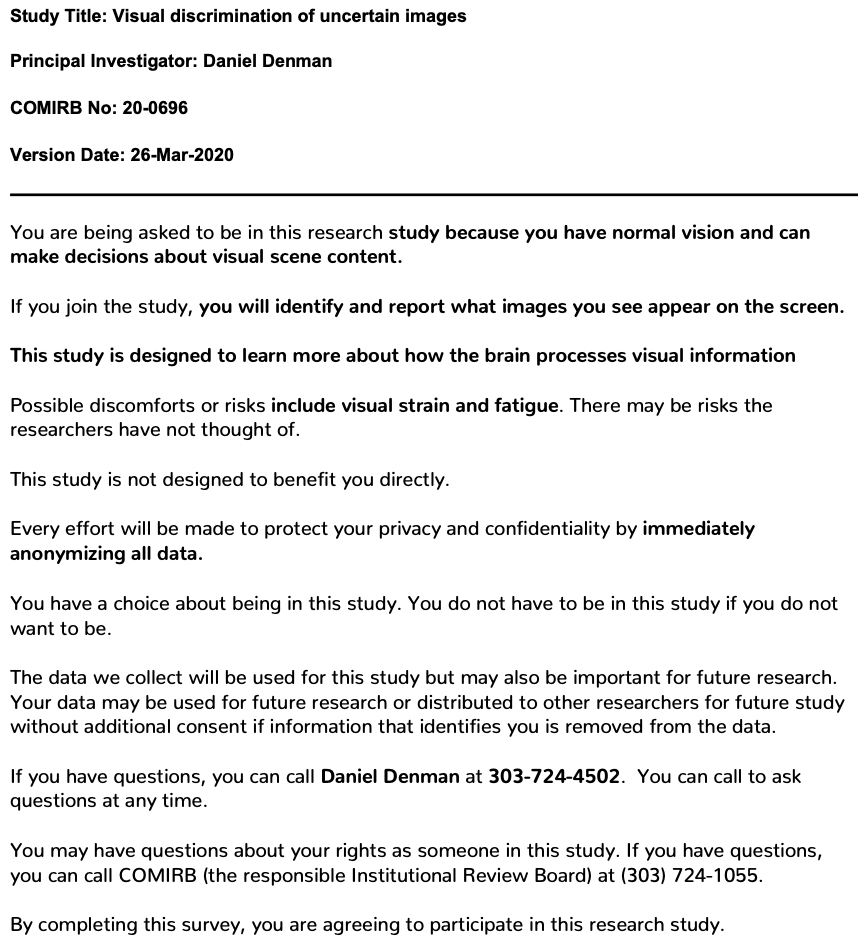 Study Title: Visual discrimination of uncertain images
Principal Investigator: Daniel Denman
COMIRB No: 20-0696
Version Date: 26-Mar-2020
You are being asked to be in this research study because you have normal vision and can
make decisions about visual scene content.
If you join the study, you will identify and report what images you see appear on the screen.
This study is designed to learn more about how the brain processes visual information
Possible discomforts or risks include visual strain and fatigue. There may be risks the
researchers have not thought of.
This study is not designed to benefit you directly.
Every effort will be made to protect your privacy and confidentiality by immediately
anonymizing all data.
You have a choice about being in this study. You do not have to be in this study if you do not
want to be.
The data we collect will be used for this study but may also be important for future research.
Your data may be used for future research or distributed to other researchers for future study
without additional consent if information that identifies you is removed from the data.
If you have questions, you can call Daniel Denman at 303-724-4502.  You can call to ask
questions at any time.
You may have questions about your rights as someone in this study. If you have questions,
you can call COMIRB (the responsible Institutional Review Board) at (303) 724-1055.
By completing this survey, you are agreeing to participate in this research study.